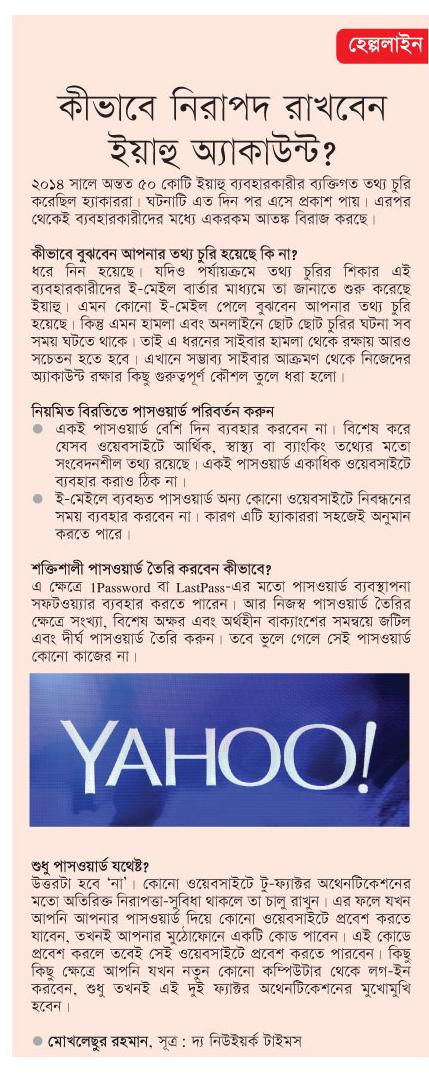 হেল্পলাইন
কীভাবে নিরাপদ রাখবেন
ইয়াহু অ্যাকাউন্ট?
২০১৪ সালে অন্তত ৫০ কোটি ইয়াহু ব্যবহারকারীর ব্যক্তিগত তথ্য চুরি
করেছিল হ্যাকাররা। ঘটনাটি এত দিন পর এসে প্রকাশ পায়। এরপর
থেকেই ব্যবহারকারীদের মধ্যে একরকম আতঙ্ক বিরাজ করছে।
কীভাবে বুঝবেন আপনার তথ্য চুরি হয়েছে কি না?
ধরে নিন হয়েছে। যদিও পর্যায়ক্রমে তথ্য চুরির শিকার এই
ব্যবহারকারীদের ই-মেইল বার্তার মাধ্যমে তা জানাতে শুরু করেছে
ইয়াহু। এমন কোনো ই-মেইল পেলে বুঝবেন আপনার তথ্য চুরি
হয়েছে। কিন্তু এমন হামলা এবং অনলাইনে ছোট ছোট চুরির ঘটনা সব
সময় ঘটতে থাকে। তাই এ ধরনের সাইবার হামলা থেকে রক্ষায় আরও
সচেতন হতে হবে। এখানে সম্ভাব্য সাইবার আক্রমণ থেকে নিজেদের
অ্যাকাউন্ট রক্ষার কিছু গুরুত্বপূর্ণ কৌশল তুলে ধরা হলো।
নিয়মিত বিরতিতে পাসওয়ার্ড পরিবর্তন করুন
● একই পাসওয়ার্ড বেশি দিন ব্যবহার করবেন না। বিশেষ করে
যেসব ওয়েবসাইটে আর্থিক, স্বাস্থ্য বা ব্যাংকিং তথ্যের মতো
সংবেদনশীল তথ্য রয়েছে। একই পাসওয়ার্ড একাধিক ওয়েবসাইটে
ব্যবহার করাও ঠিক না।
● ই-মেইলে ব্যবহৃত পাসওয়ার্ড অন্য কোনো ওয়েবসাইটে নিবন্ধনের
সময় ব্যবহার করবেন না। কারণ এটি হ্যাকাররা সহজেই অনুমান
করতে পারে।
শক্তিশালী পাসওয়ার্ড তৈরি করবেন কীভাবে?
এ ক্ষেত্রে 1Password বা LastPass-এর মতো পাসওয়ার্ড ব্যবস্থাপনা
সফটওয়্যার ব্যবহার করতে পারেন। আর নিজস্ব পাসওয়ার্ড তৈরির
ক্ষেত্রে সংখ্যা, বিশেষ অক্ষর এবং অর্থহীন বাক্যাংশের সমন্বয়ে জটিল
এবং দীর্ঘ পাসওয়ার্ড তৈরি করুন। তবে ভুলে গেলে সেই পাসওয়ার্ড
কোনো কাজের না।
YAHOO!
শুধু পাসওয়ার্ড যথেষ্ট?
উত্তরটা হবে ‘না’। কোনো ওয়েবসাইটে টু-ফ্যাক্টর অথেনটিকেশনের
মতো অতিরিক্ত নিরাপত্তা-সুবিধা থাকলে তা চালু রাখুন। এর ফলে যখন
আপনি আপনার পাসওয়ার্ড দিয়ে কোনো ওয়েবসাইটে প্রবেশ করতে
যাবেন, তখনই আপনার মুঠোফোনে একটি কোড পাবেন। এই কোডে
প্রবেশ করলে তবেই সেই ওয়েবসাইটে প্রবেশ করতে পারবেন। কিছু
কিছু ক্ষেত্রে আপনি যখন নতুন কোনো কম্পিউটার থেকে লগ-ইন
করবেন, শুধু তখনই এই দুই ফ্যাক্টর অথেনটিকেশনের মুখোমুখি
হবেন।
● মোখলেছুর রহমান, সূত্র : দ্য নিউইয়র্ক টাইমস